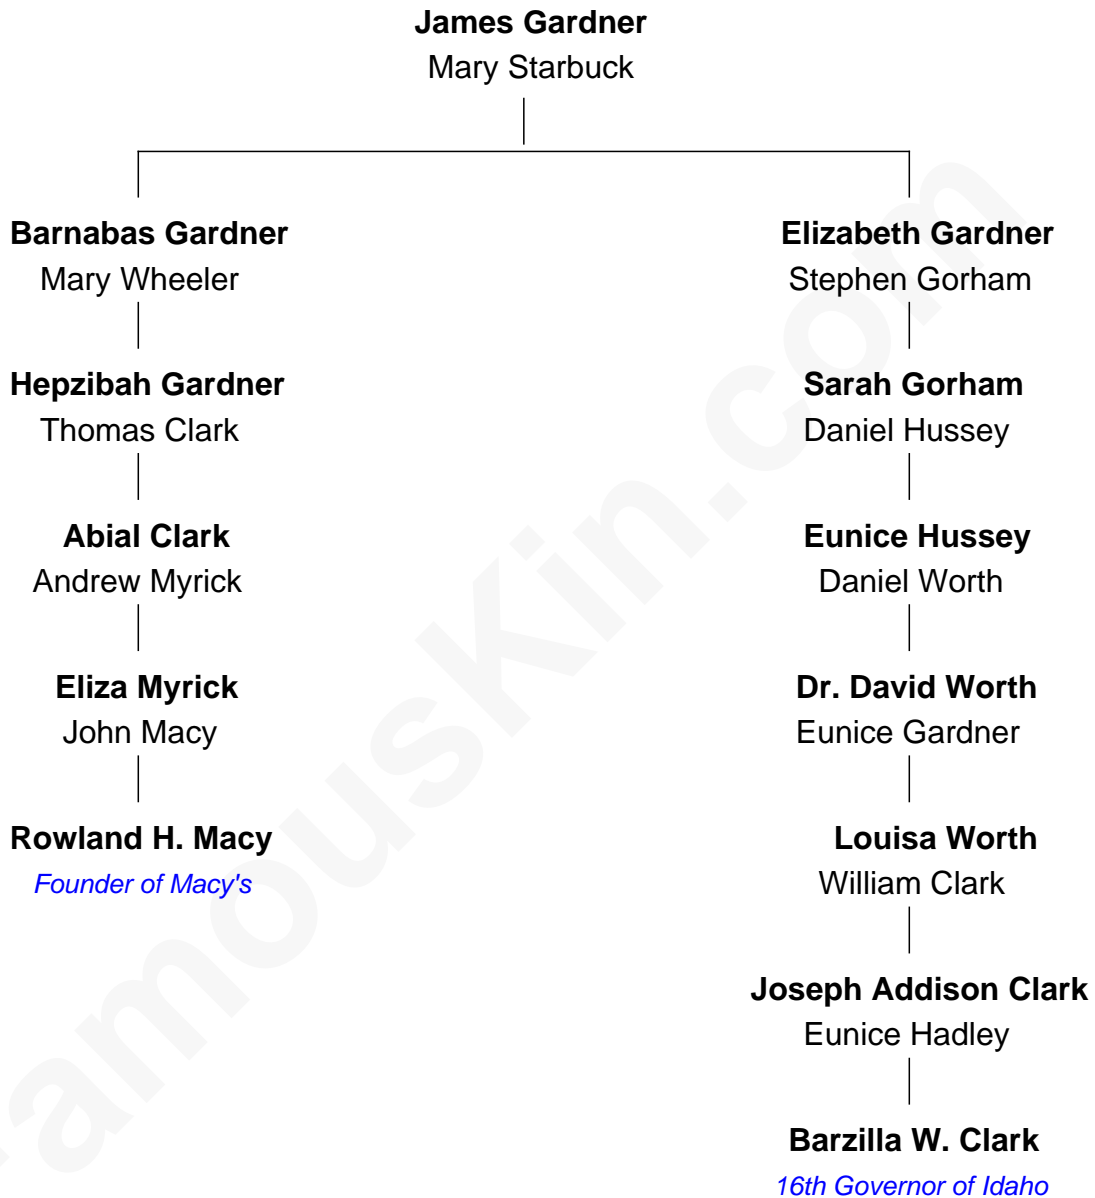 James Gardner
Mary Starbuck
Barnabas Gardner
Mary Wheeler
Hepzibah Gardner
Thomas Clark
Abial Clark
Andrew Myrick
Eliza Myrick
John Macy
Rowland H. Macy
Founder of Macy's
Elizabeth Gardner
Stephen Gorham
Sarah Gorham
Daniel Hussey
Eunice Hussey
Daniel Worth
Dr. David Worth
Eunice Gardner
Louisa Worth
William Clark
Joseph Addison Clark
Eunice Hadley
Barzilla W. Clark
16th Governor of Idaho
FamousKin.com